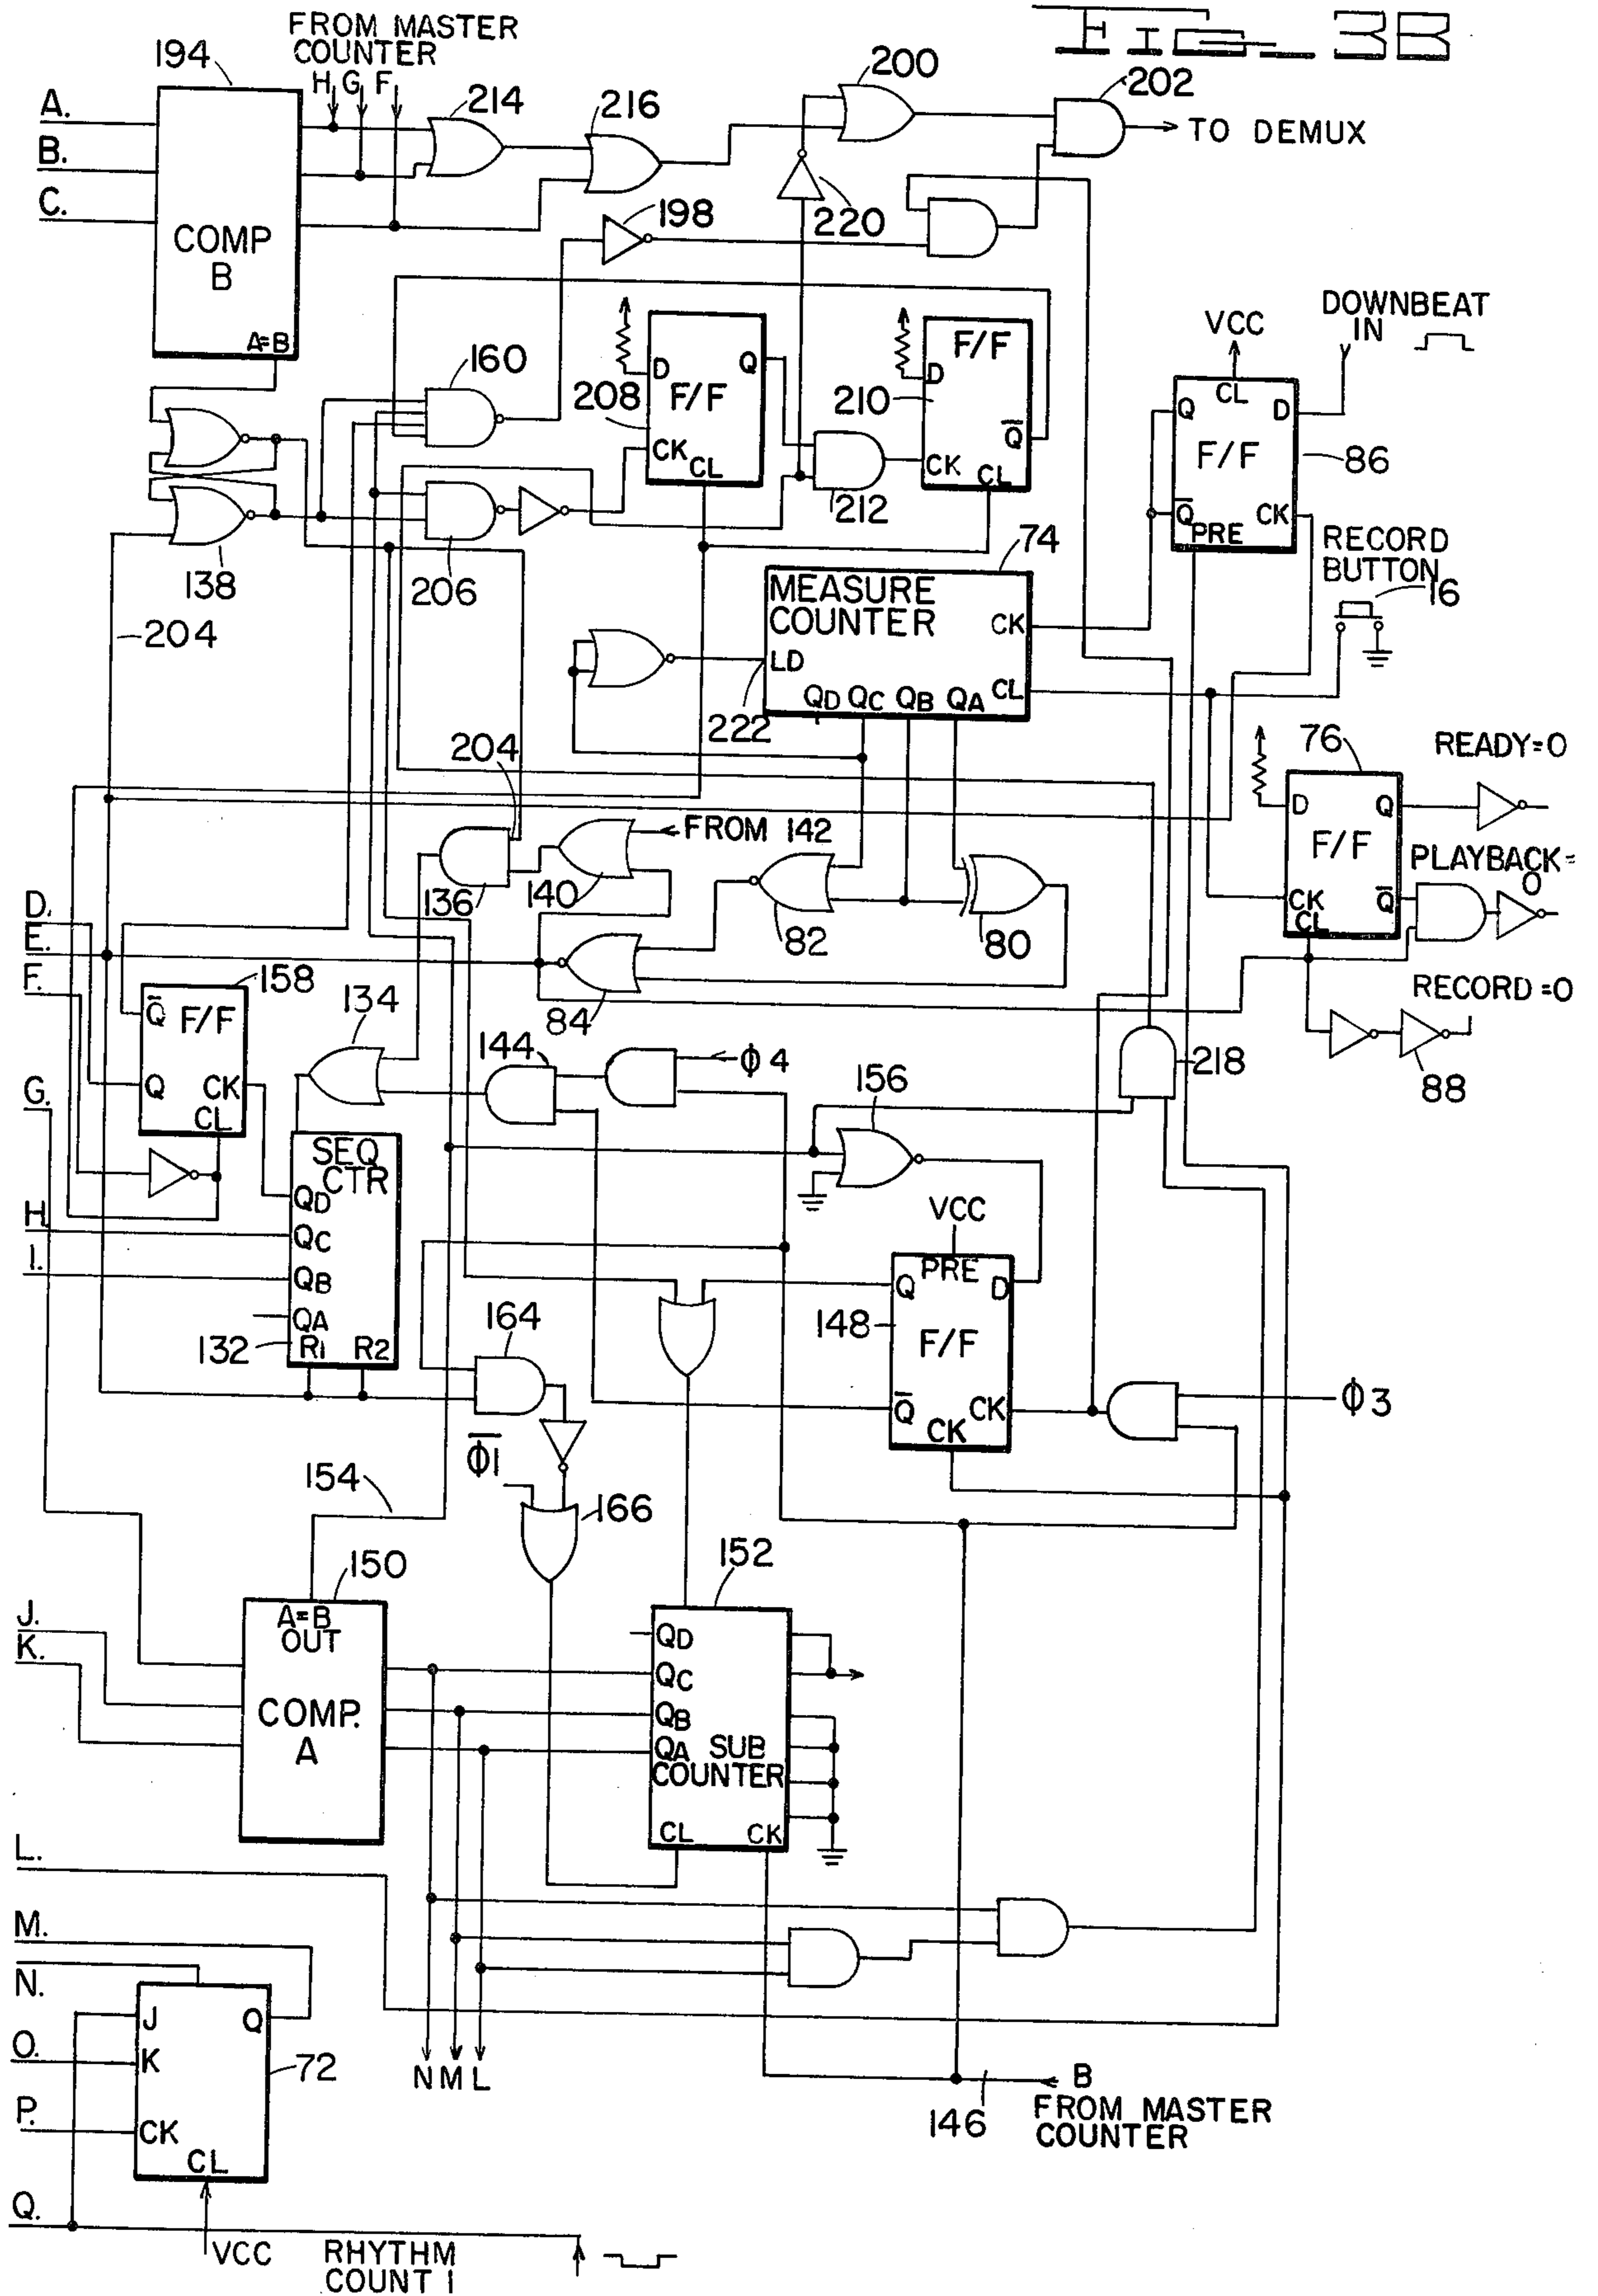 FIG_ 3B
FROM MASTER
COUNTER
H G F
194
A.
B.
C.
COMP
B
A=B
214
216
200
202
TO DEMUX
198
220
160
208
D
Q
F/F
CK
CL
F/F
D
210
Q̅
CK
CL
212
VCC
DOWNBEAT
IN
CL
Q
D
F/F
86
Q̅
CK
PRE
138
206
204
74
MEASURE
COUNTER
CK
LD
CL
QD QC QB QA
222
RECORD
BUTTON
16
76
READY=0
D
Q
F/F
PLAYBACK=
0
CK
Q̅
CL
RECORD=0
88
204
FROM 142
136
140
82
80
84
D.
E.
F.
158
Q̅
F/F
Q
CK
CL
134
144
ϕ4
156
218
G.
H.
I.
SEQ
CTR
QD
QC
QB
QA
R1 R2
132
164
VCC
PRE
Q
D
148
F/F
Q̅
CK
CK
ϕ3
ϕ̅1
166
154
150
152
A=B
OUT
COMP.
A
J.
K.
QD
QC
QB
QA
SUB
COUNTER
CL
CK
L.
M.
N.
O.
P.
Q.
J
Q
K
72
CK
CL
VCC
N M L
146
B
FROM MASTER
COUNTER
RHYTHM
COUNT 1